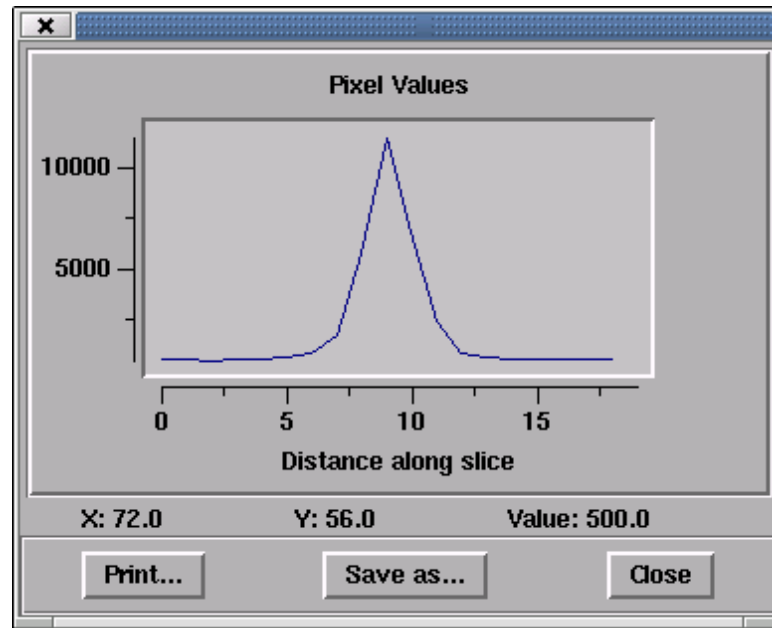 Pixel Values
10000
5000
0 5 10 15
Distance along slice
X: 72.0 Y: 56.0 Value: 500.0
Print... Save as... Close